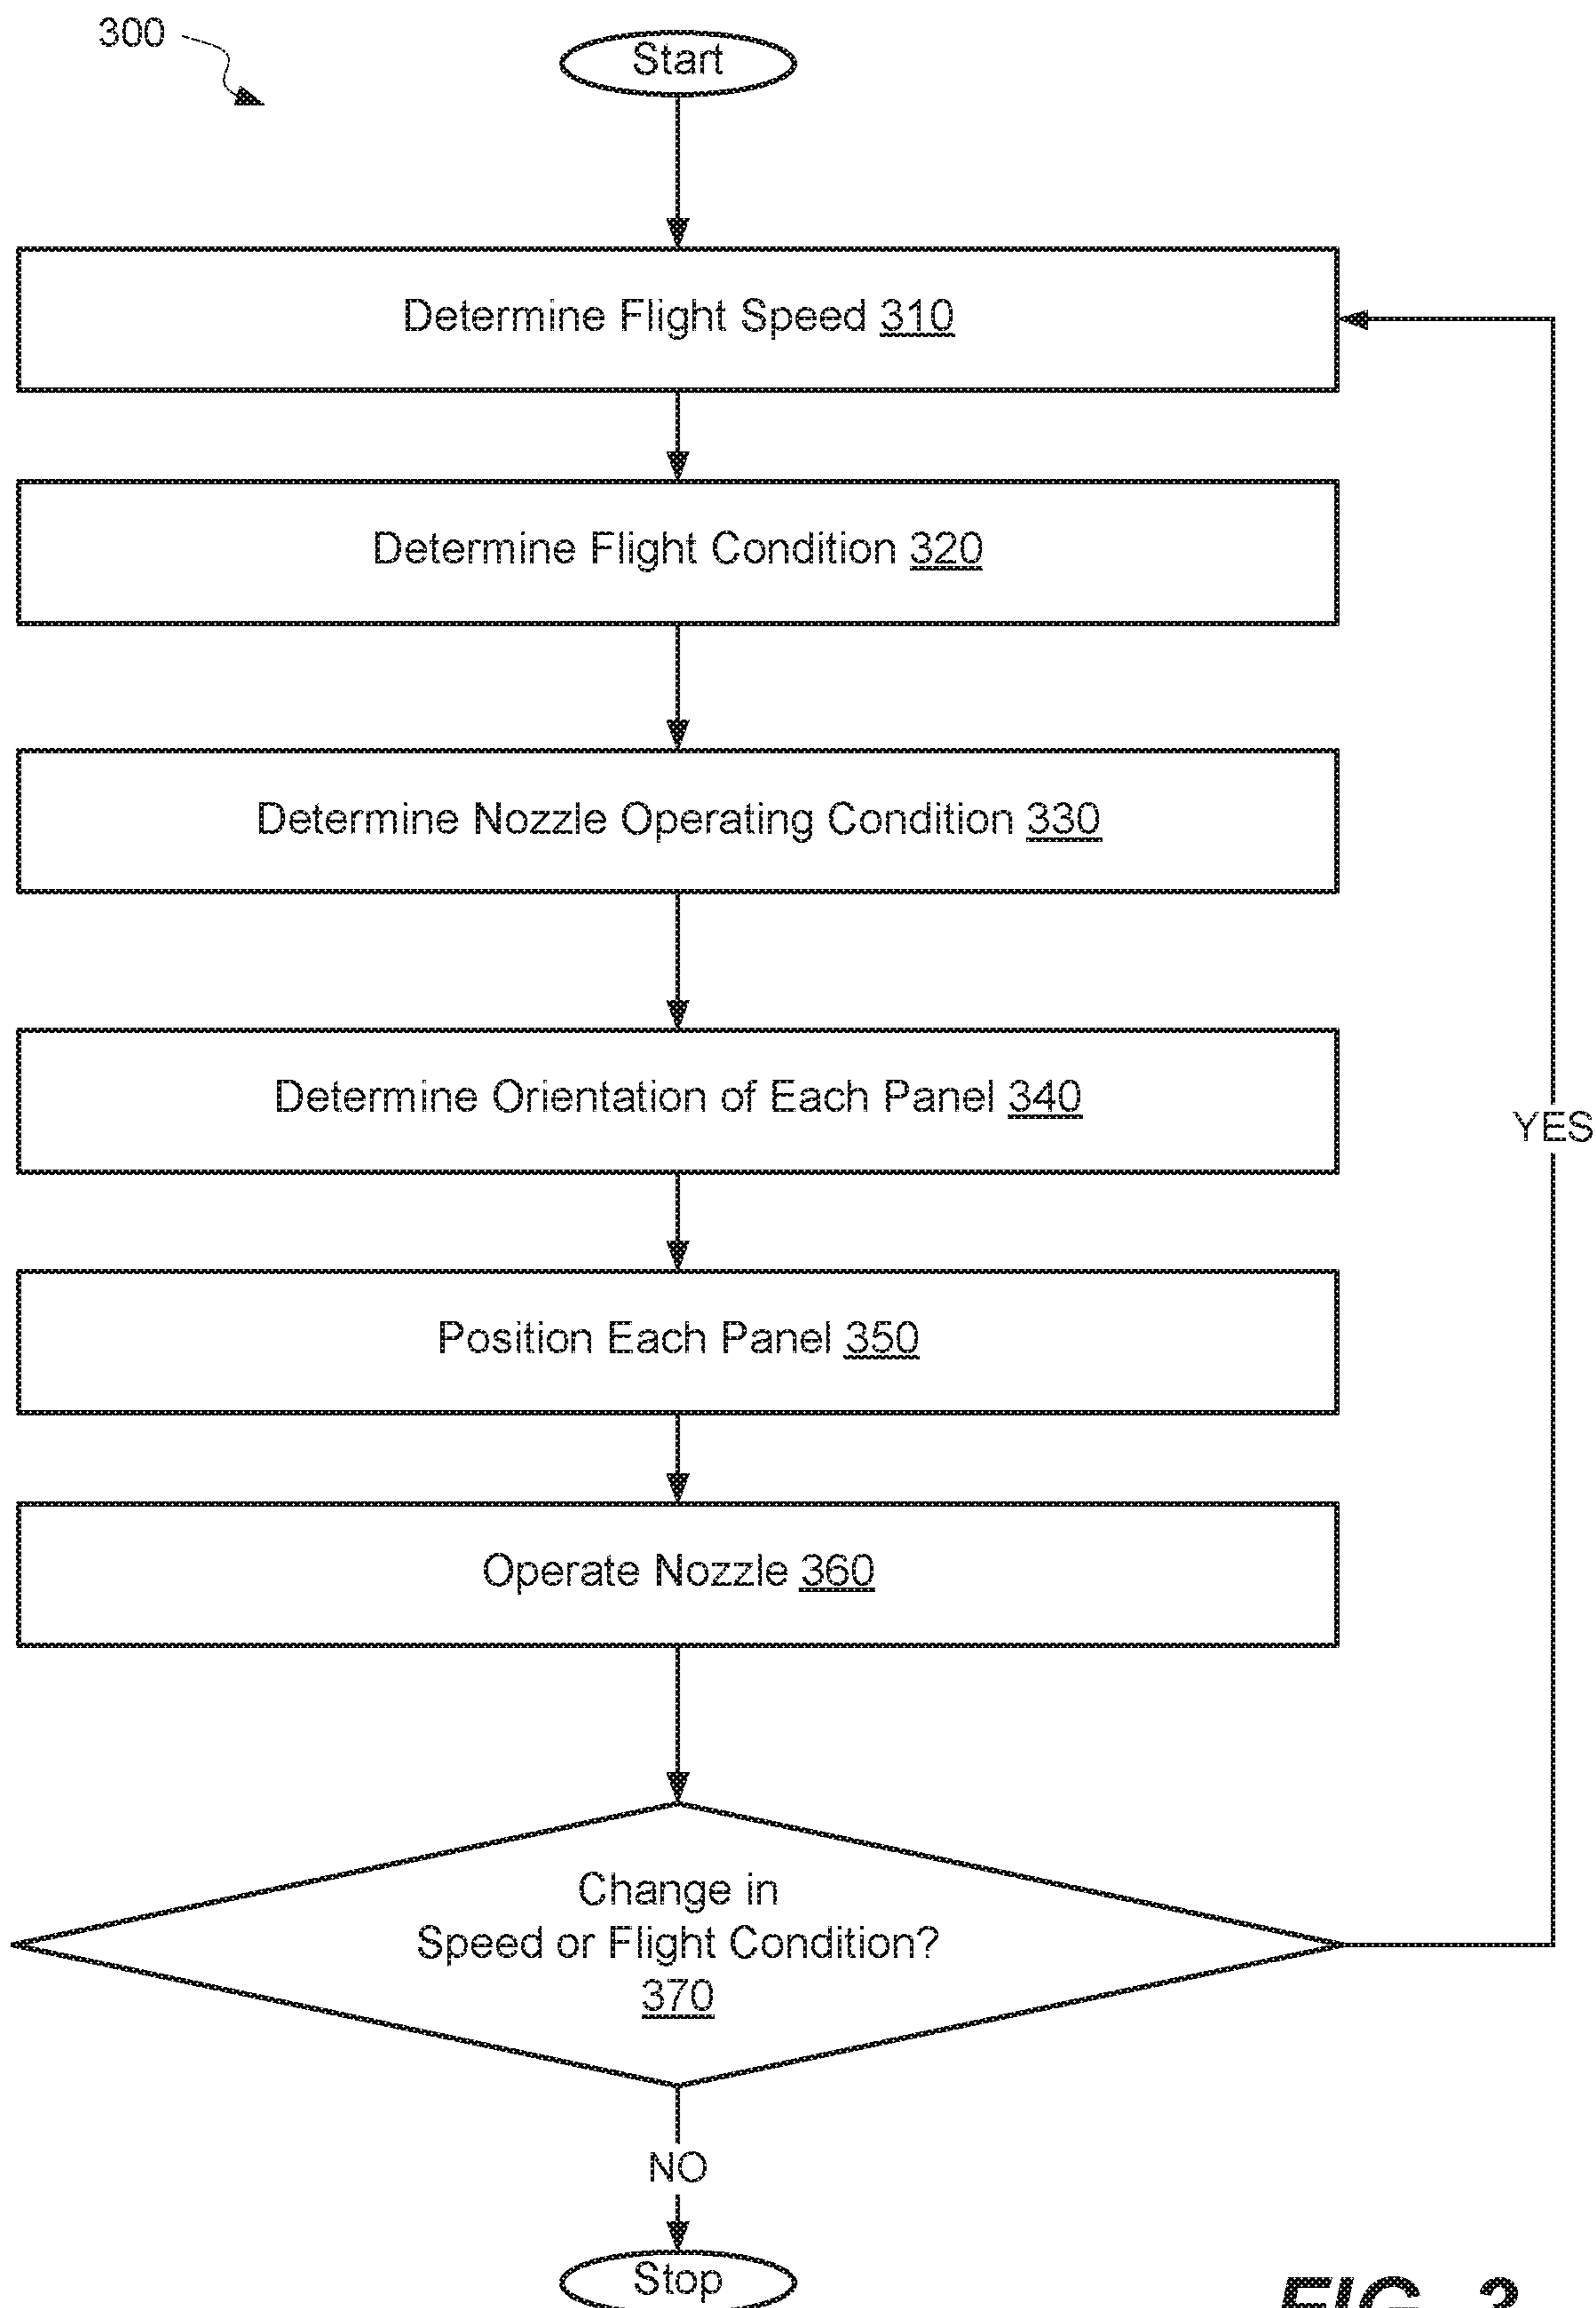 300
Start
Determine Flight Speed 310
Determine Flight Condition 320
Determine Nozzle Operating Condition 330
Determine Orientation of Each Panel 340
YES
Position Each Panel 350
Operate Nozzle 360
Change in
Speed or Flight Condition?
370
NO
Stop
FIG. 3